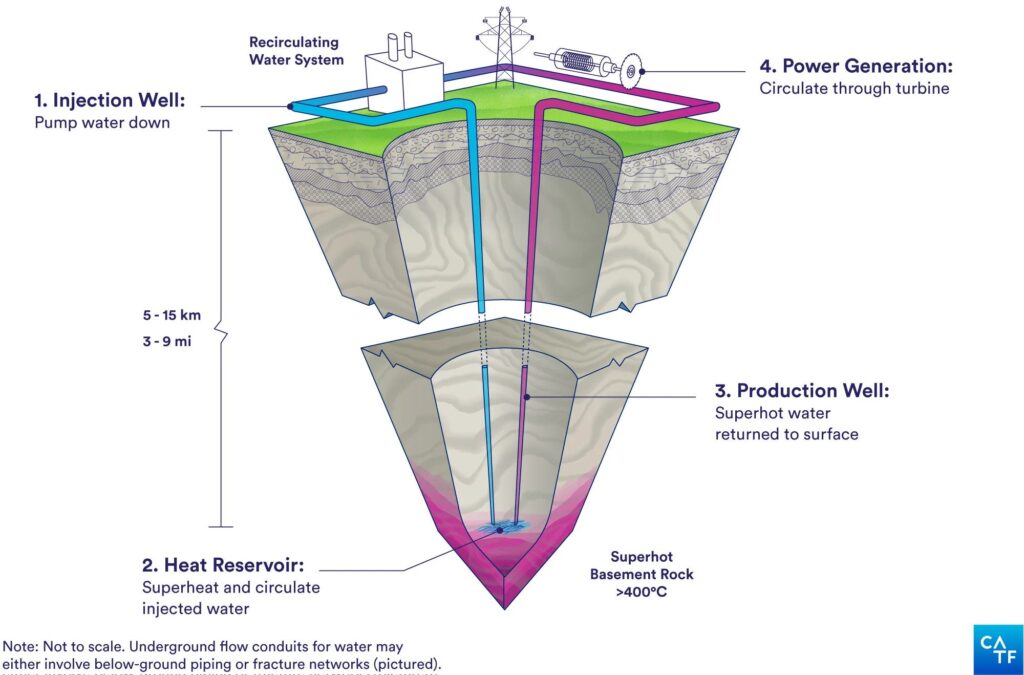 Recirculating
Water System
1. Injection Well:
Pump water down
4. Power Generation:
Circulate through turbine
5 - 15 km
3 - 9 mi
3. Production Well:
Superhot water
returned to surface
2. Heat Reservoir:
Superheat and circulate
injected water
Superhot
Basement Rock
>400°C
Note: Not to scale. Underground flow conduits for water may
either involve below-ground piping or fracture networks (pictured).
CA
TF